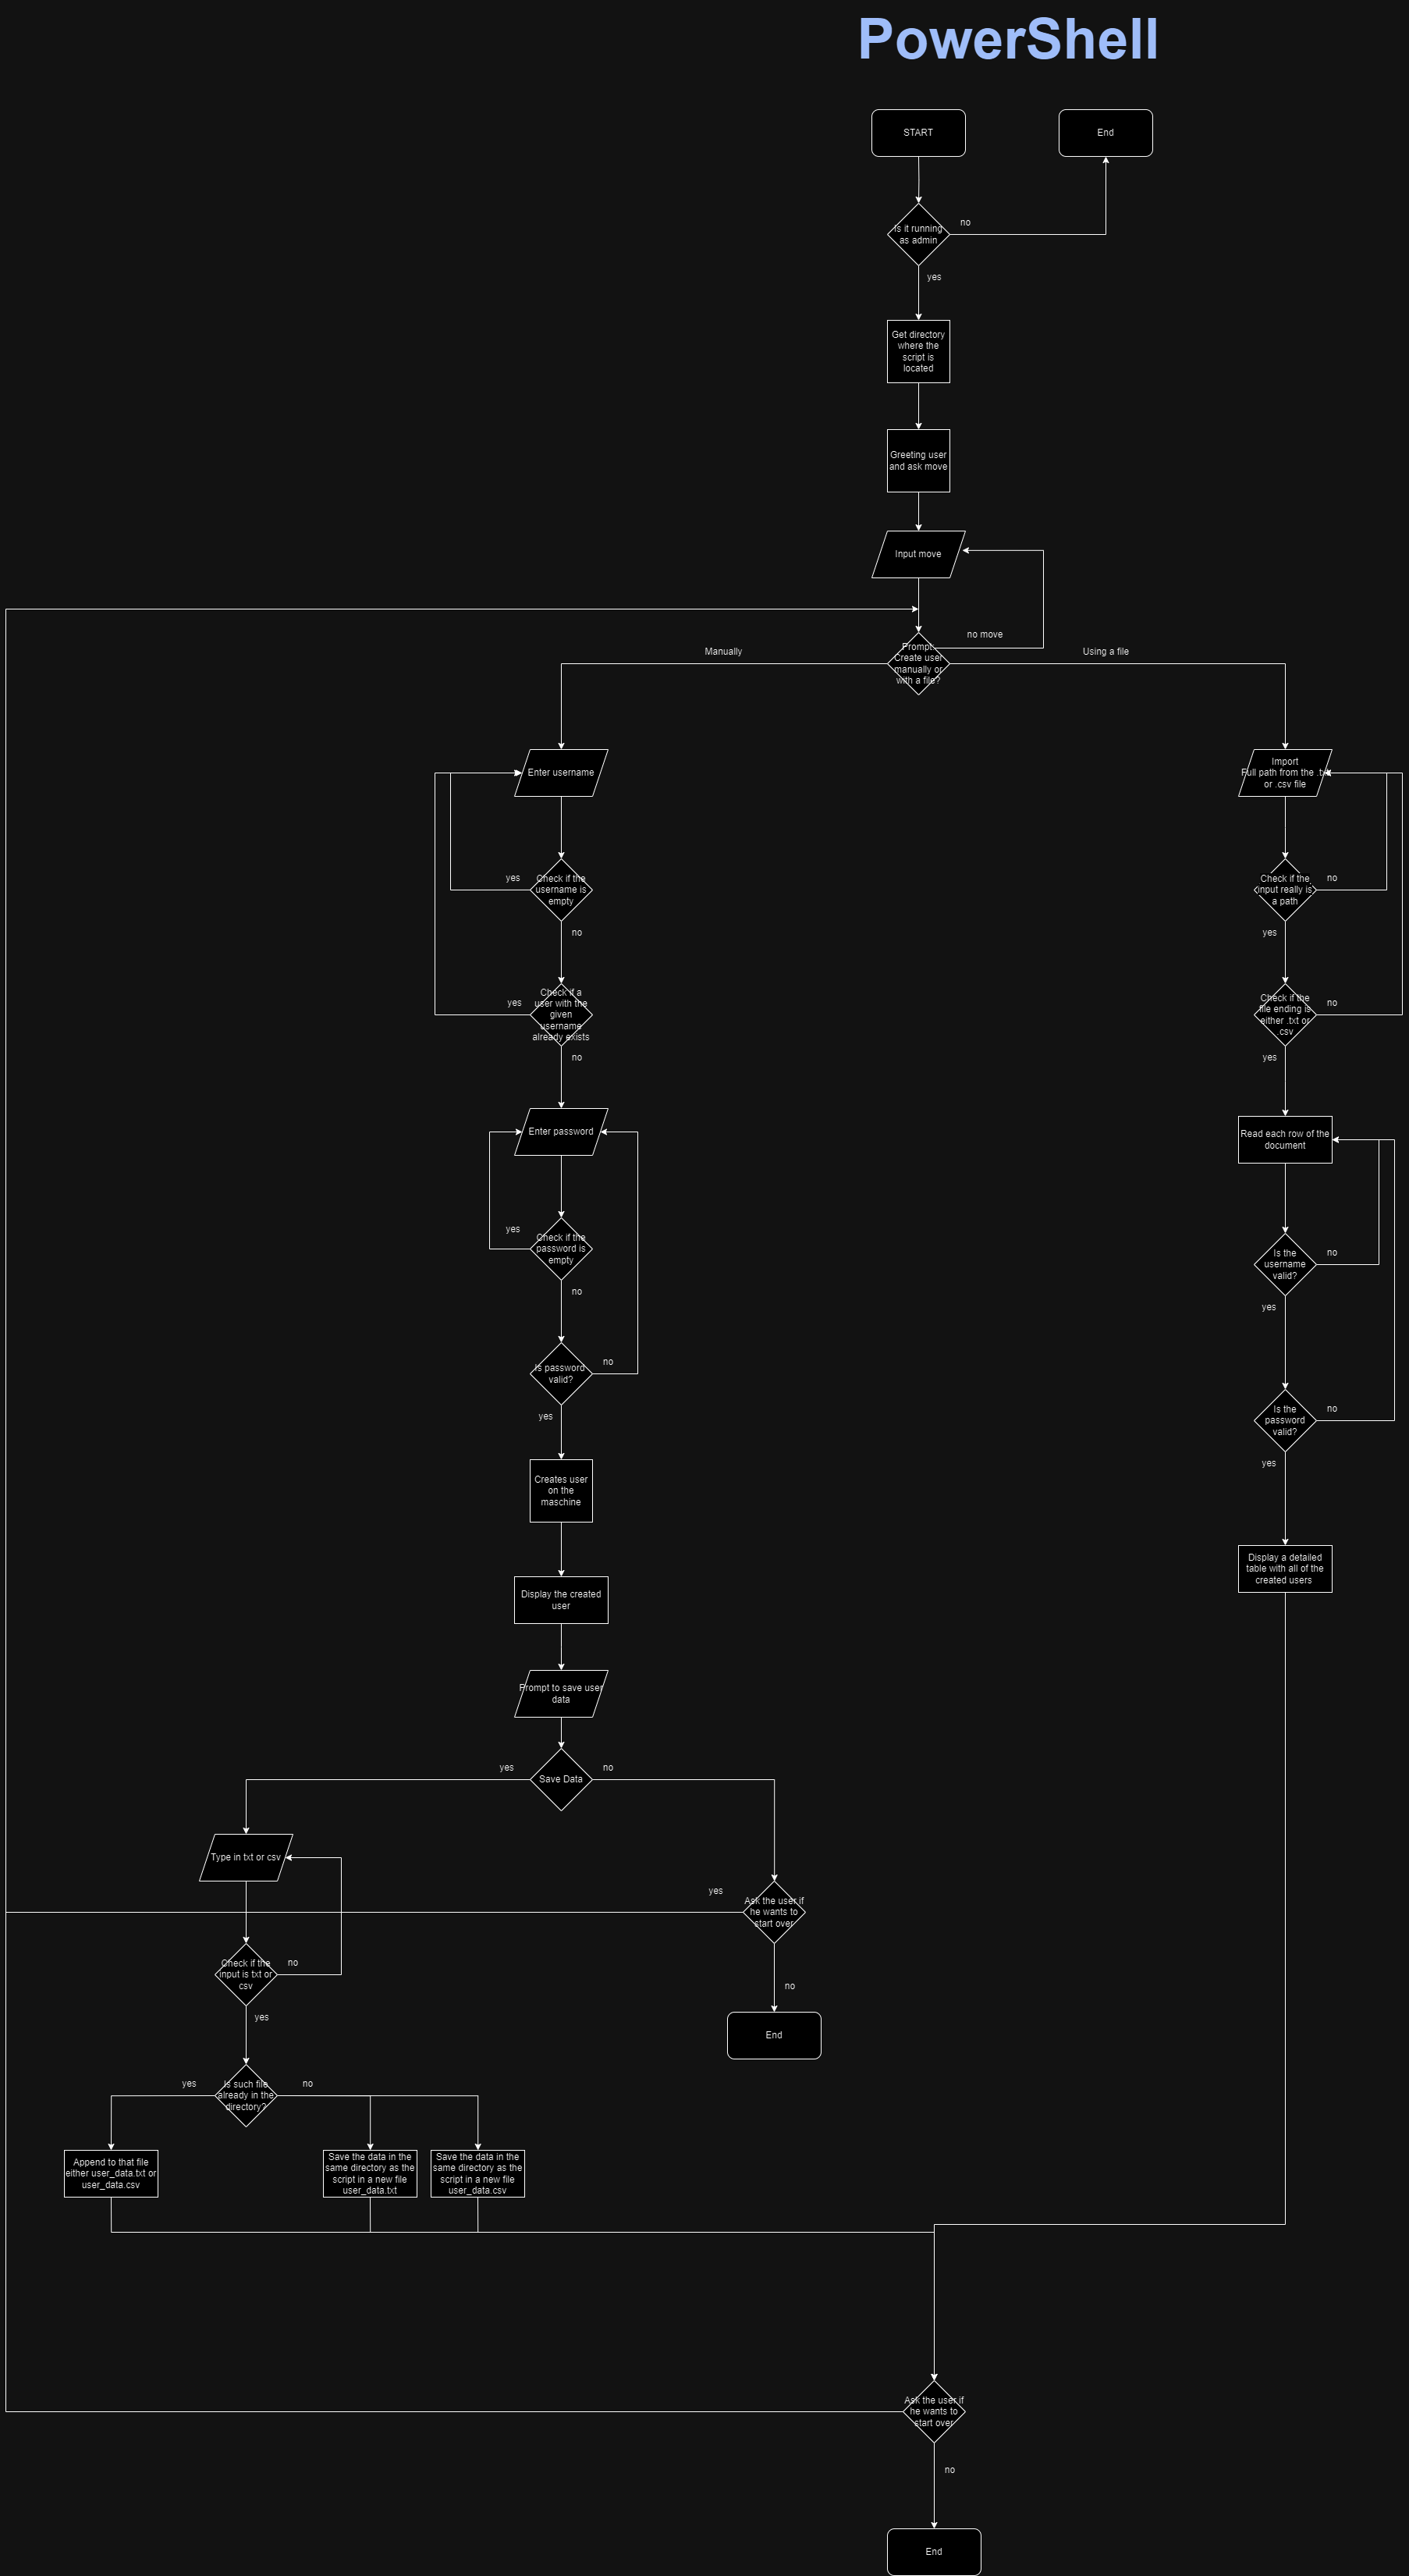 PowerShell
START
End
Is it running
as admin
no
yes
Get directory
where the
script is
located
Greeting user
and ask move
Input move
no move
Prompt
Create user
manually or
with a file?
Manually
Using a file
Enter username
Check if the
username is
empty
yes
no
Check if a
user with the
given
username
already exists
yes
no
Enter password
Check if the
password is
empty
yes
no
Is password
valid?
no
yes
Creates user
on the
maschine
Display the created
user
Prompt to save user
data
Save Data
yes
no
Type in txt or csv
Check if the
input is txt or
csv
no
yes
Is such file
already in the
directory?
yes
no
Append to that file
either user_data.txt or
user_data.csv
Save the data in the
same directory as the
script in a new file
user_data.txt
Save the data in the
same directory as the
script in a new file
user_data.csv
Ask the user if
he wants to
start over
yes
no
End
Import
Full path from the .txt
or .csv file
Check if the
input really is
a path
no
yes
Check if the
file ending is
either .txt or
.csv
no
yes
Read each row of the
document
Is the
username
valid?
no
yes
Is the
password
valid?
no
yes
Display a detailed
table with all of the
created users
Ask the user if
he wants to
start over
no
End